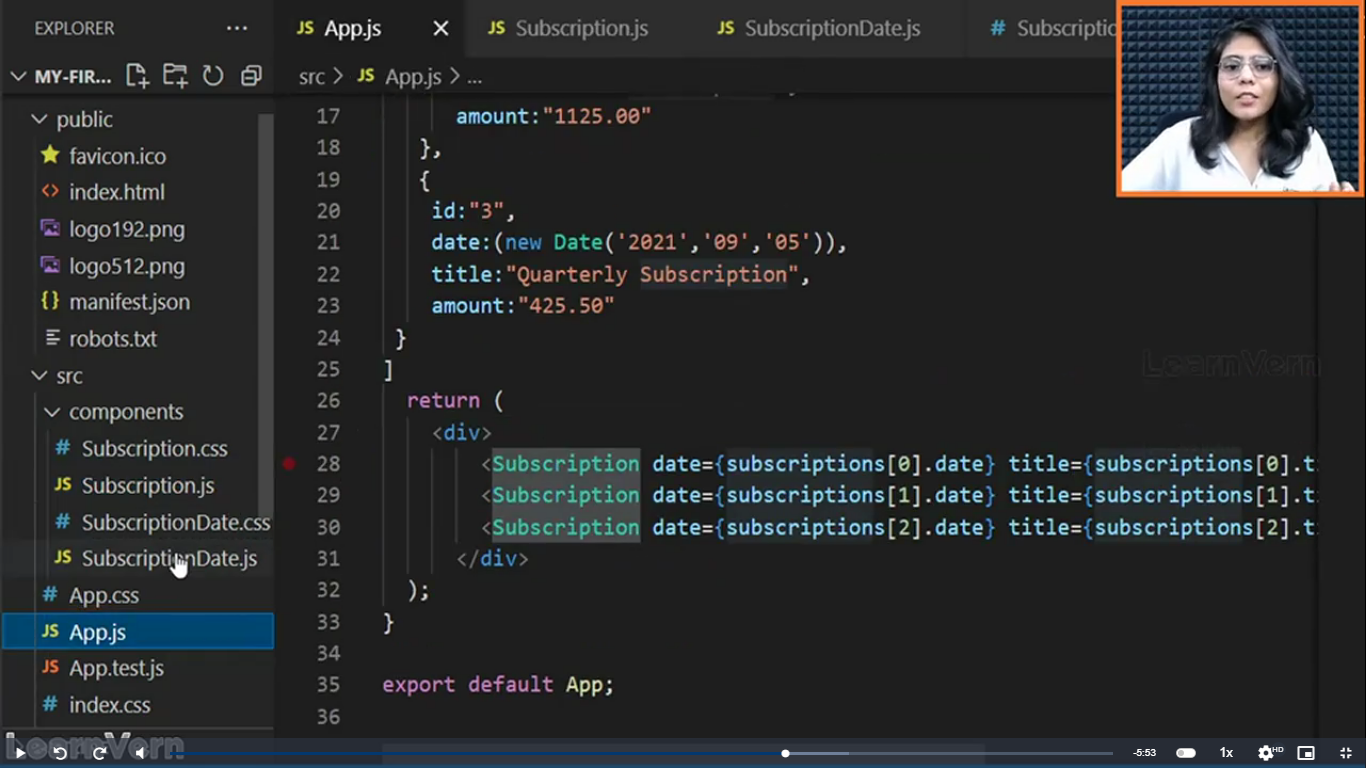 EXPLORER ...
MY-FIR...
public
favicon.ico
<> index.html
logo192.png
logo512.png
{} manifest.json
robots.txt
src
components
# Subscription.css
JS Subscription.js
# SubscriptionDate.css
JS SubscriptionDate.js
# App.css
JS App.js
JS App.test.js
# index.css
JS App.js
JS Subscription.js
JS SubscriptionDate.js
# Subscriptio
src > JS App.js > ...
17 amount:"1125.00"
18 },
19 {
20 id:"3",
21 date:(new Date('2021','09','05')),
22 title:"Quarterly Subscription",
23 amount:"425.50"
24 }
25 ]
26 return (
27 <div>
28 <Subscription date={subscriptions[0].date} title={subscriptions[0].t
29 <Subscription date={subscriptions[1].date} title={subscriptions[1].t
30 <Subscription date={subscriptions[2].date} title={subscriptions[2].t
31 </div>
32 );
33 }
34
35 export default App;
36
LearnVern
LearnVern
-5:53
1x
HD